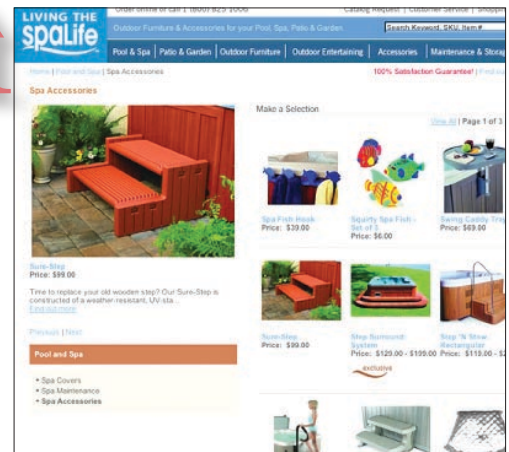 LIVING THE
spaLife
Order online or call 1 (800) 825
Catalog Request | Customer Service |
Outdoor Furniture & Accessories for your Pool, Spa, Patio & Garden
Search Keyword, SKU, Item#
Pool & Spa | Patio & Garden | Outdoor Furniture | Outdoor Entertaining | Accessories | Maintenance &
Home | Pool and Spa | Spa Accessories
100% Satisfaction Guarantee! | Find
Spa Accessories
Make a Selection
View All | Page 1 of 3
Spa Fish Hook
Price: $39.00
Squirty Spa Fish -
Set of 3
Price: $6.00
Swing Caddy Tray
Price: $69.00
Sure-Step
Price: $99.00
Time to replace your old wooden step? Our Sure-Step is
constructed of a weather-resistant, UV-sta...
Find out more
Previous | Next
Pool and Spa
• Spa Covers
• Spa Maintenance
• Spa Accessories
Sure-Step
Price: $99.00
Step Surround
System
Price: $129.00 - $199.00
exclusive
Step 'N Stow
Rectangular
Price: $119.00 -